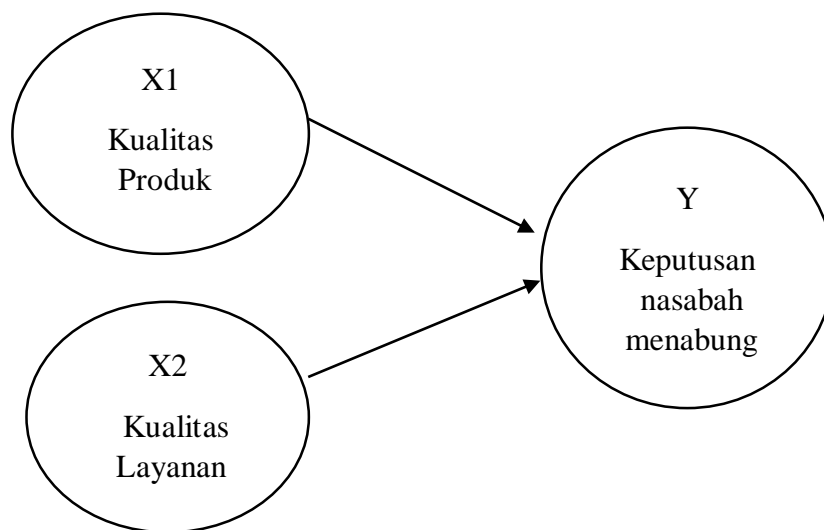 X1
Kualitas
Produk
Y
Keputusan
nasabah
menabung
X2
Kualitas
Layanan